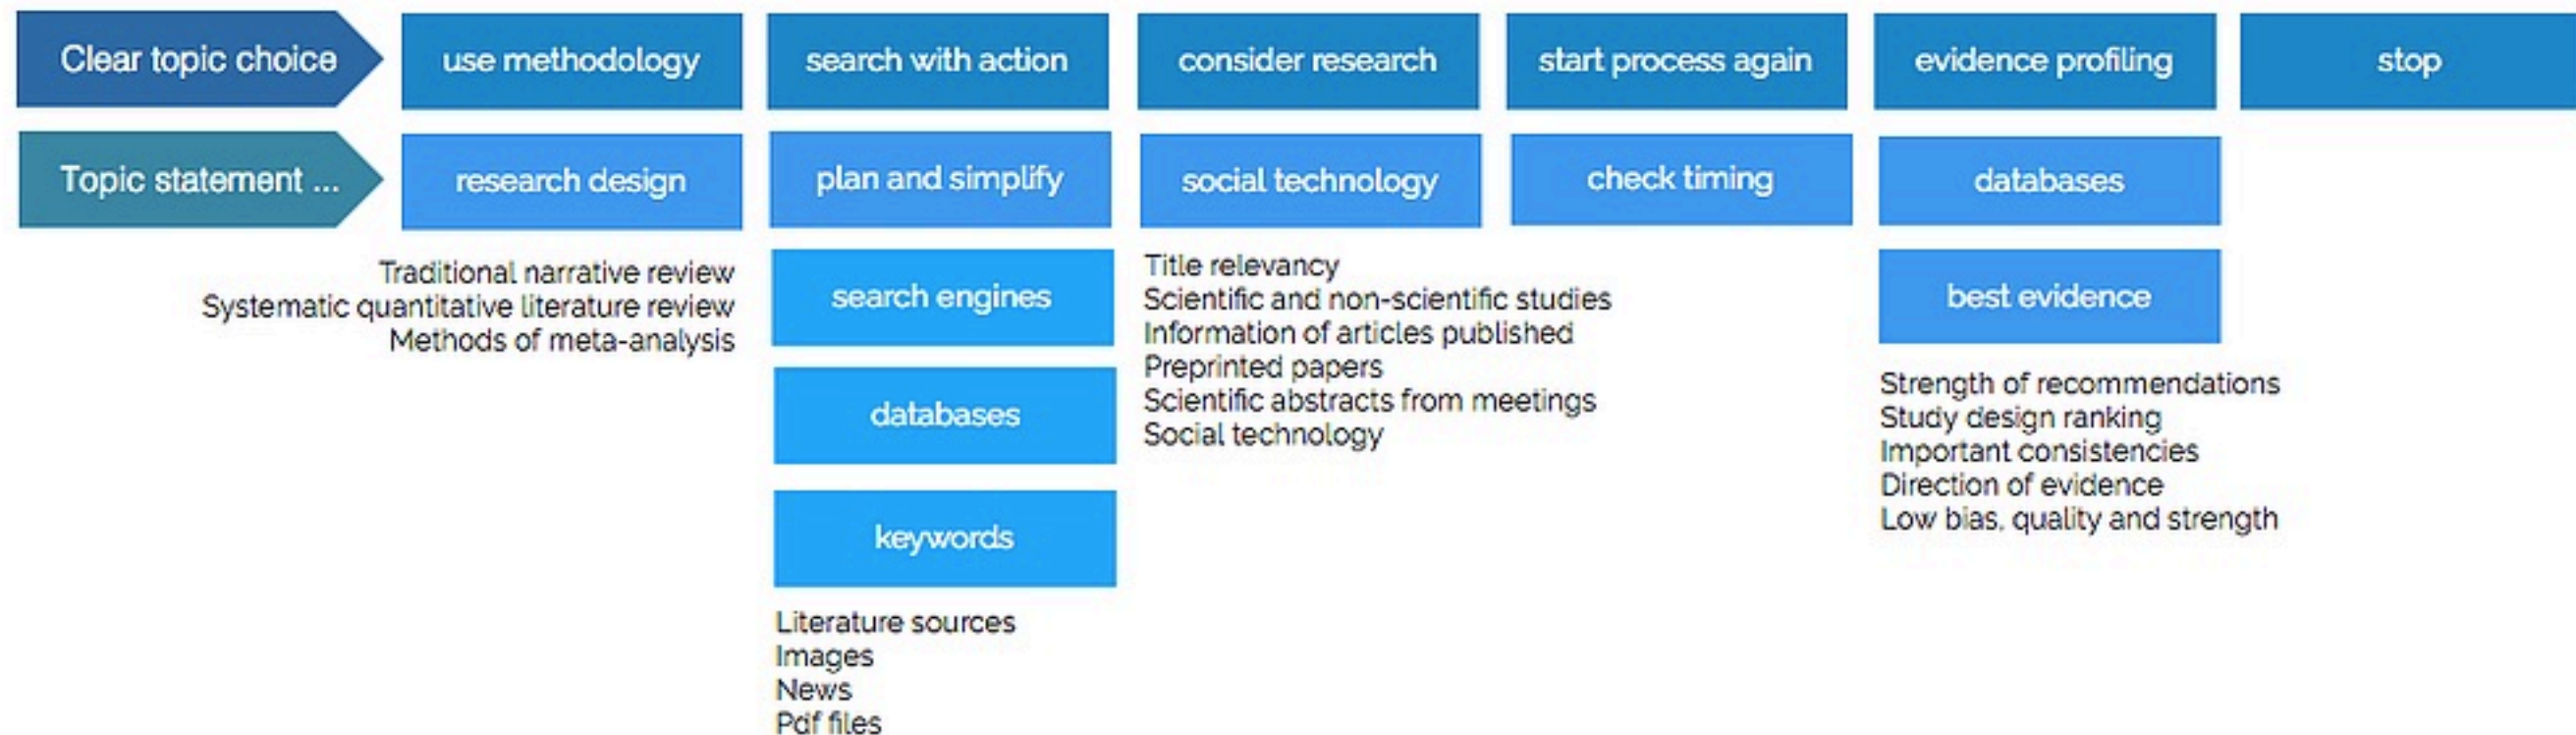 Clear topic choice
use methodology
search with action
consider research
start process again
evidence profiling
stop
Topic statement ...
research design
plan and simplify
social technology
check timing
databases
Traditional narrative review
Systematic quantitative literature review
Methods of meta-analysis
search engines
databases
keywords
Literature sources
Images
News
Pdf files
Title relevancy
Scientific and non-scientific studies
Information of articles published
Preprinted papers
Scientific abstracts from meetings
Social technology
best evidence
Strength of recommendations
Study design ranking
Important consistencies
Direction of evidence
Low bias, quality and strength